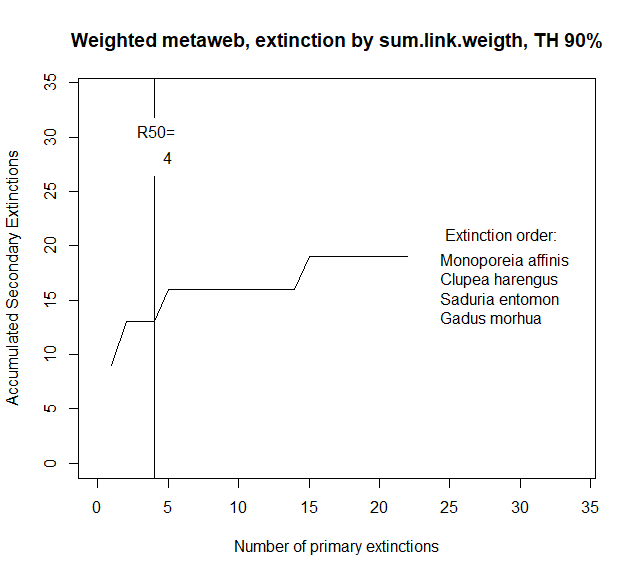 Weighted metaweb, extinction by sum.link.weigth, TH 90%
35
30
25
20
15
10
5
0
Accumulated Secondary Extinctions
R50=
4
Extinction order:
Monoporeia affinis
Clupea harengus
Saduria entomon
Gadus morhua
0 5 10 15 20 25 30 35
Number of primary extinctions